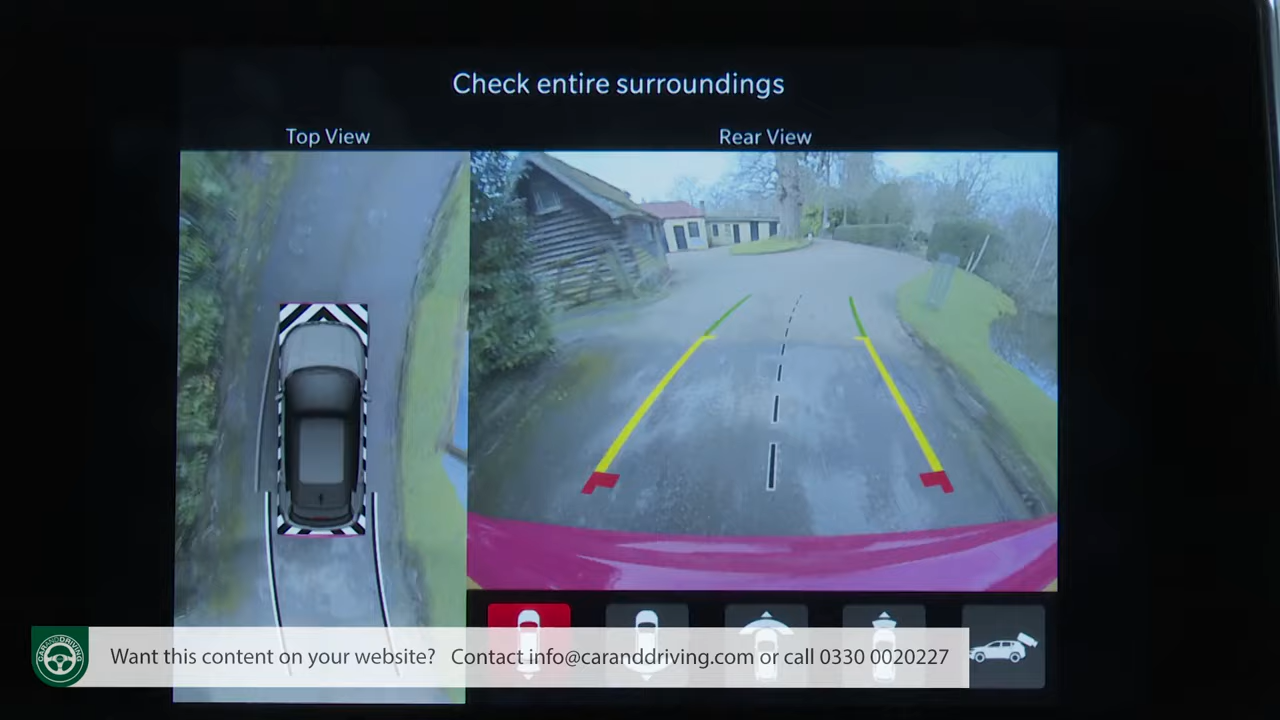 Check entire surroundings
Top View
Rear View
CARANDDRIVING
Want this content on your website? Contact info@caranddriving.com or call 0330 0020227